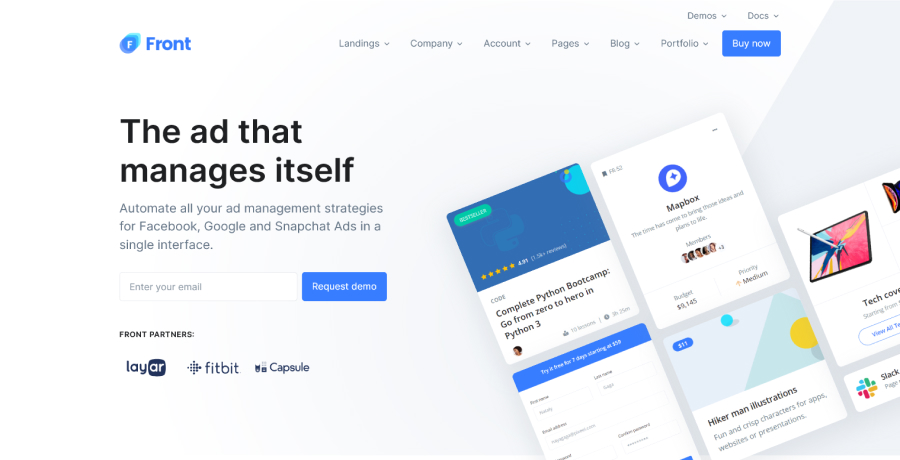 Demos
Docs
Front
Landings
Company
Account
Pages
Blog
Portfolio
Buy now
The ad that
manages itself
Automate all your ad management strategies
for Facebook, Google and Snapchat Ads in a
single interface.
Enter your email
Request demo
FRONT PARTNERS:
layar
fitbit
Capsule
BESTSELLER
4.91 (1.5k+ reviews)
CODE
Complete Python Bootcamp:
Go from zero to hero in
Python 3
10 lessons
3h 25m
Mapbox
The time has come to bring those ideas and
plans to life.
Members
+3
Budget
$9,145
Priority
Medium
Tech cove
Starting from
View All Te
Try it free for 7 days starting at $59
First name
Last name
Email address
Confirm password
$11
Hiker man illustrations
Fun and crisp characters for apps,
websites or presentations.
Slack
Page